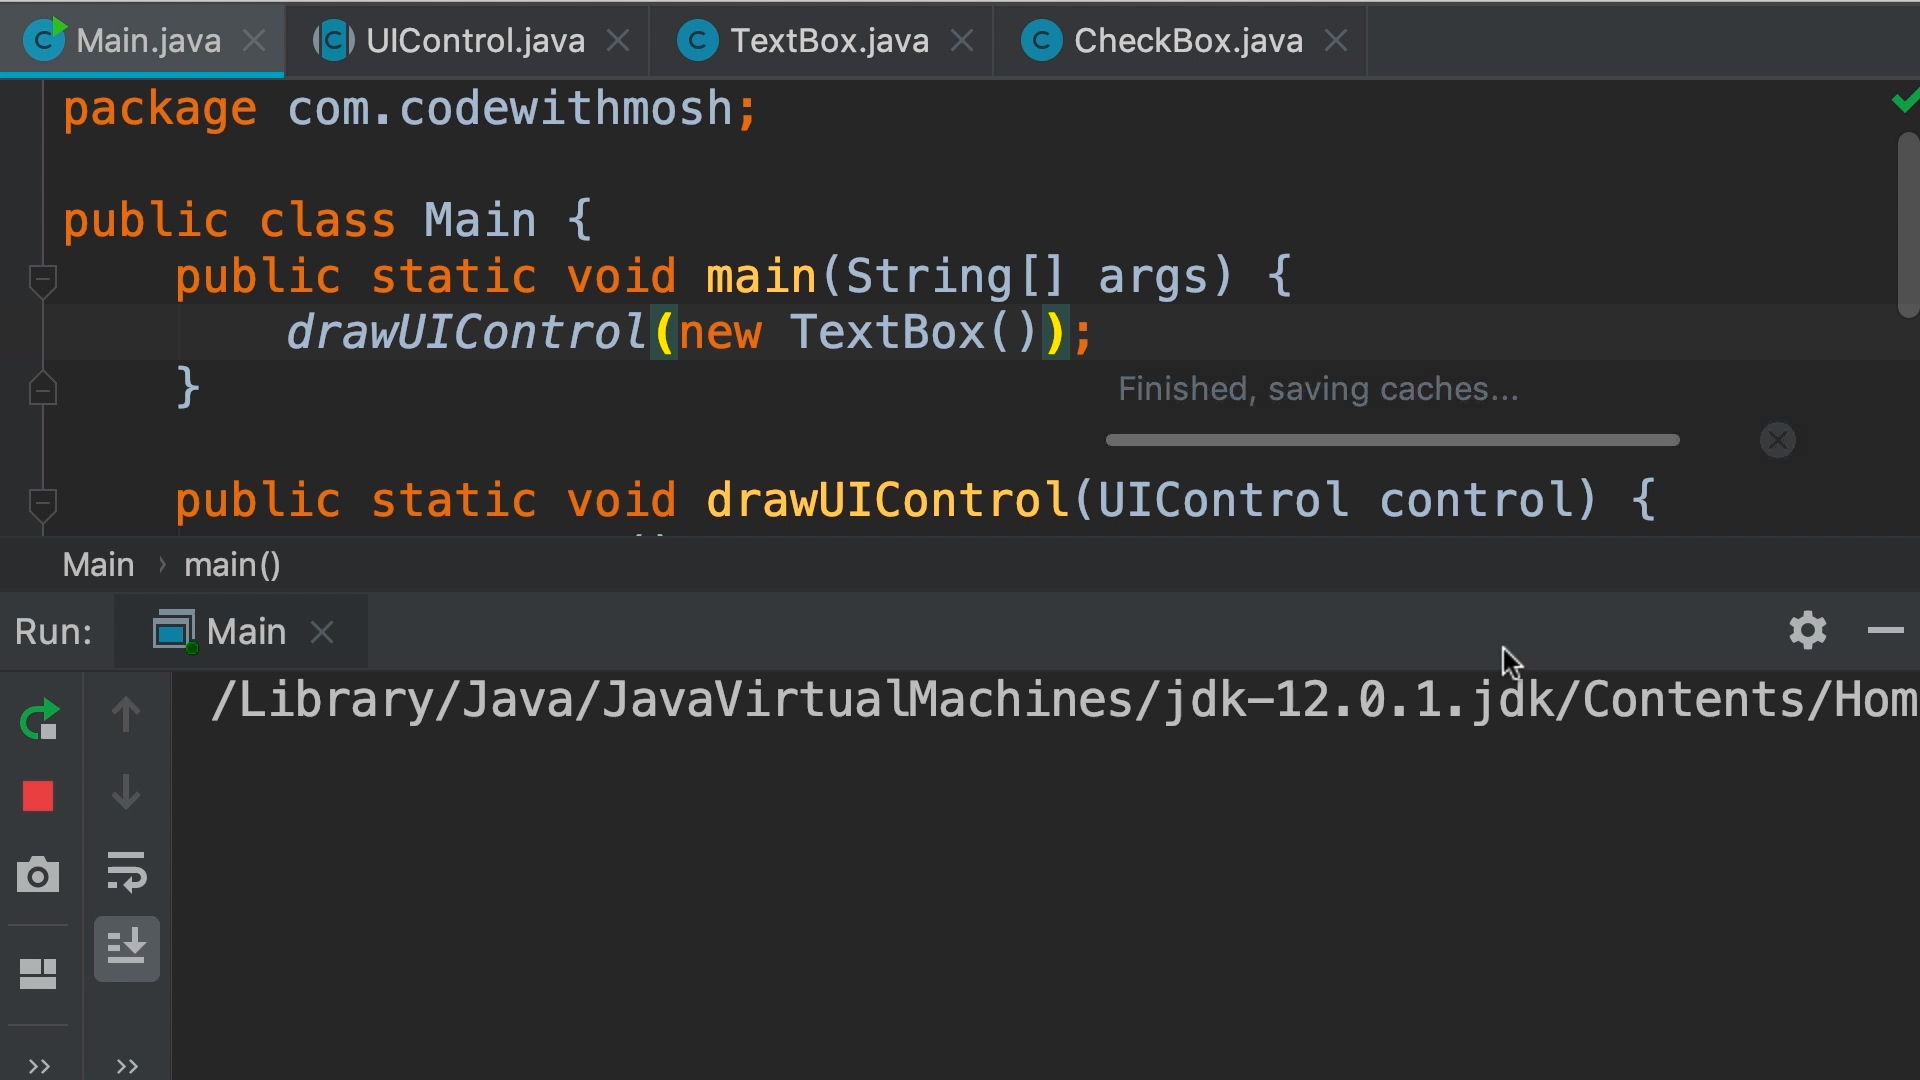 Main.java UIControl.java TextBox.java CheckBox.java
package com.codewithmosh;
public class Main {
public static void main(String[] args) {
drawUIControl(new TextBox());
}
Finished, saving caches...
public static void drawUIControl(UIControl control) {
Main › main()
Run: Main
/Library/Java/JavaVirtualMachines/jdk-12.0.1.jdk/Contents/Hom